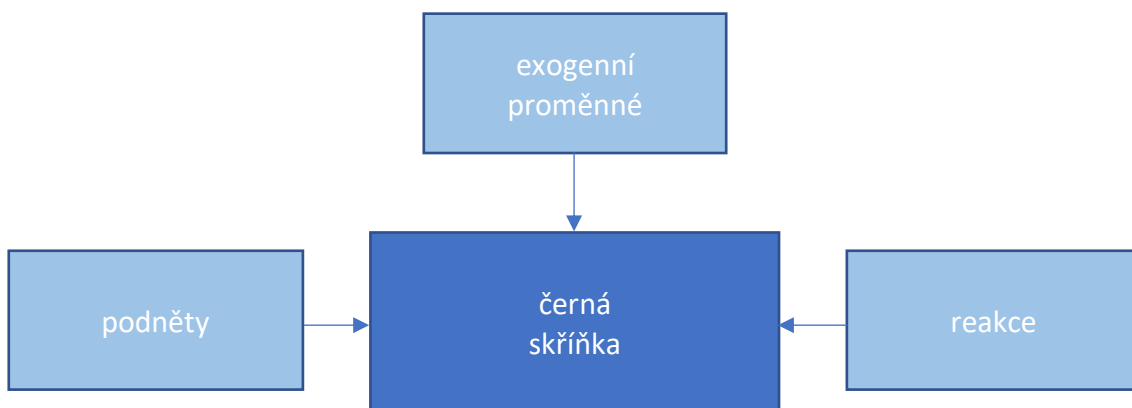 exogenní
proměnné
podněty
černá
skříňka
reakce